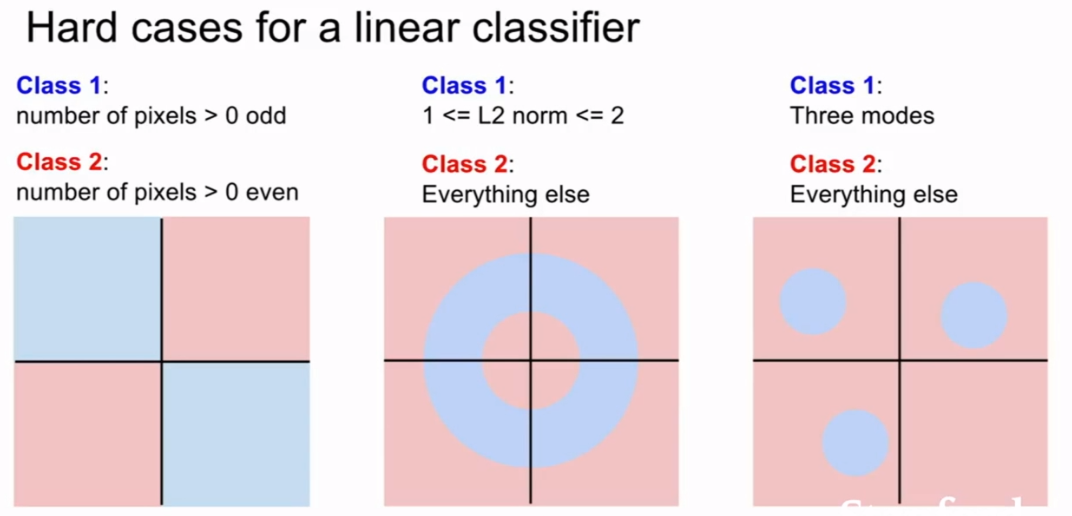 Hard cases for a linear classifier
Class 1:
number of pixels > 0 odd
Class 2:
number of pixels > 0 even
Class 1:
1 <= L2 norm <= 2
Class 2:
Everything else
Class 1:
Three modes
Class 2:
Everything else